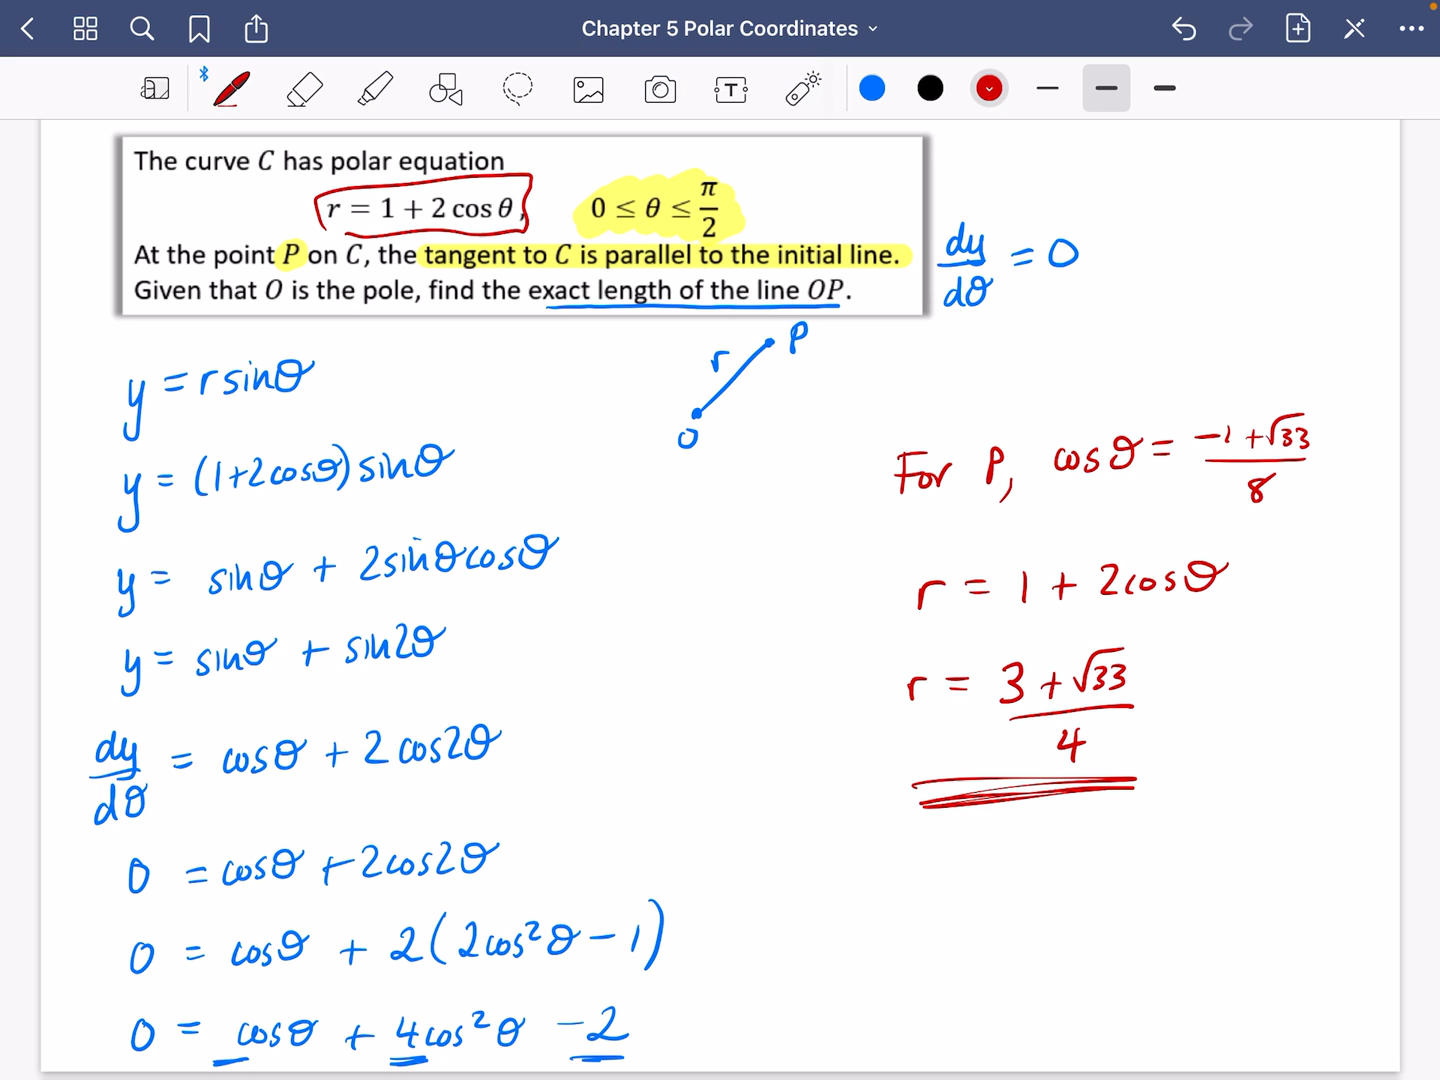 Chapter 5 Polar Coordinates
The curve C has polar equation
r = 1 + 2 cos θ, 0 ≤ θ ≤ π/2
At the point P on C, the tangent to C is parallel to the initial line.
Given that O is the pole, find the exact length of the line OP.
dy/dθ = 0
r P
O
y = rsinθ
y = (1+2cosθ)sinθ
y = sinθ + 2sinθcosθ
y = sinθ + sin2θ
dy/dθ = cosθ + 2cos2θ
0 = cosθ + 2cos2θ
0 = cosθ + 2(2cos²θ - 1)
0 = cosθ + 4cos²θ - 2
For P, cosθ = -1+√33/8
r = 1 + 2cosθ
r = 3+√33/4